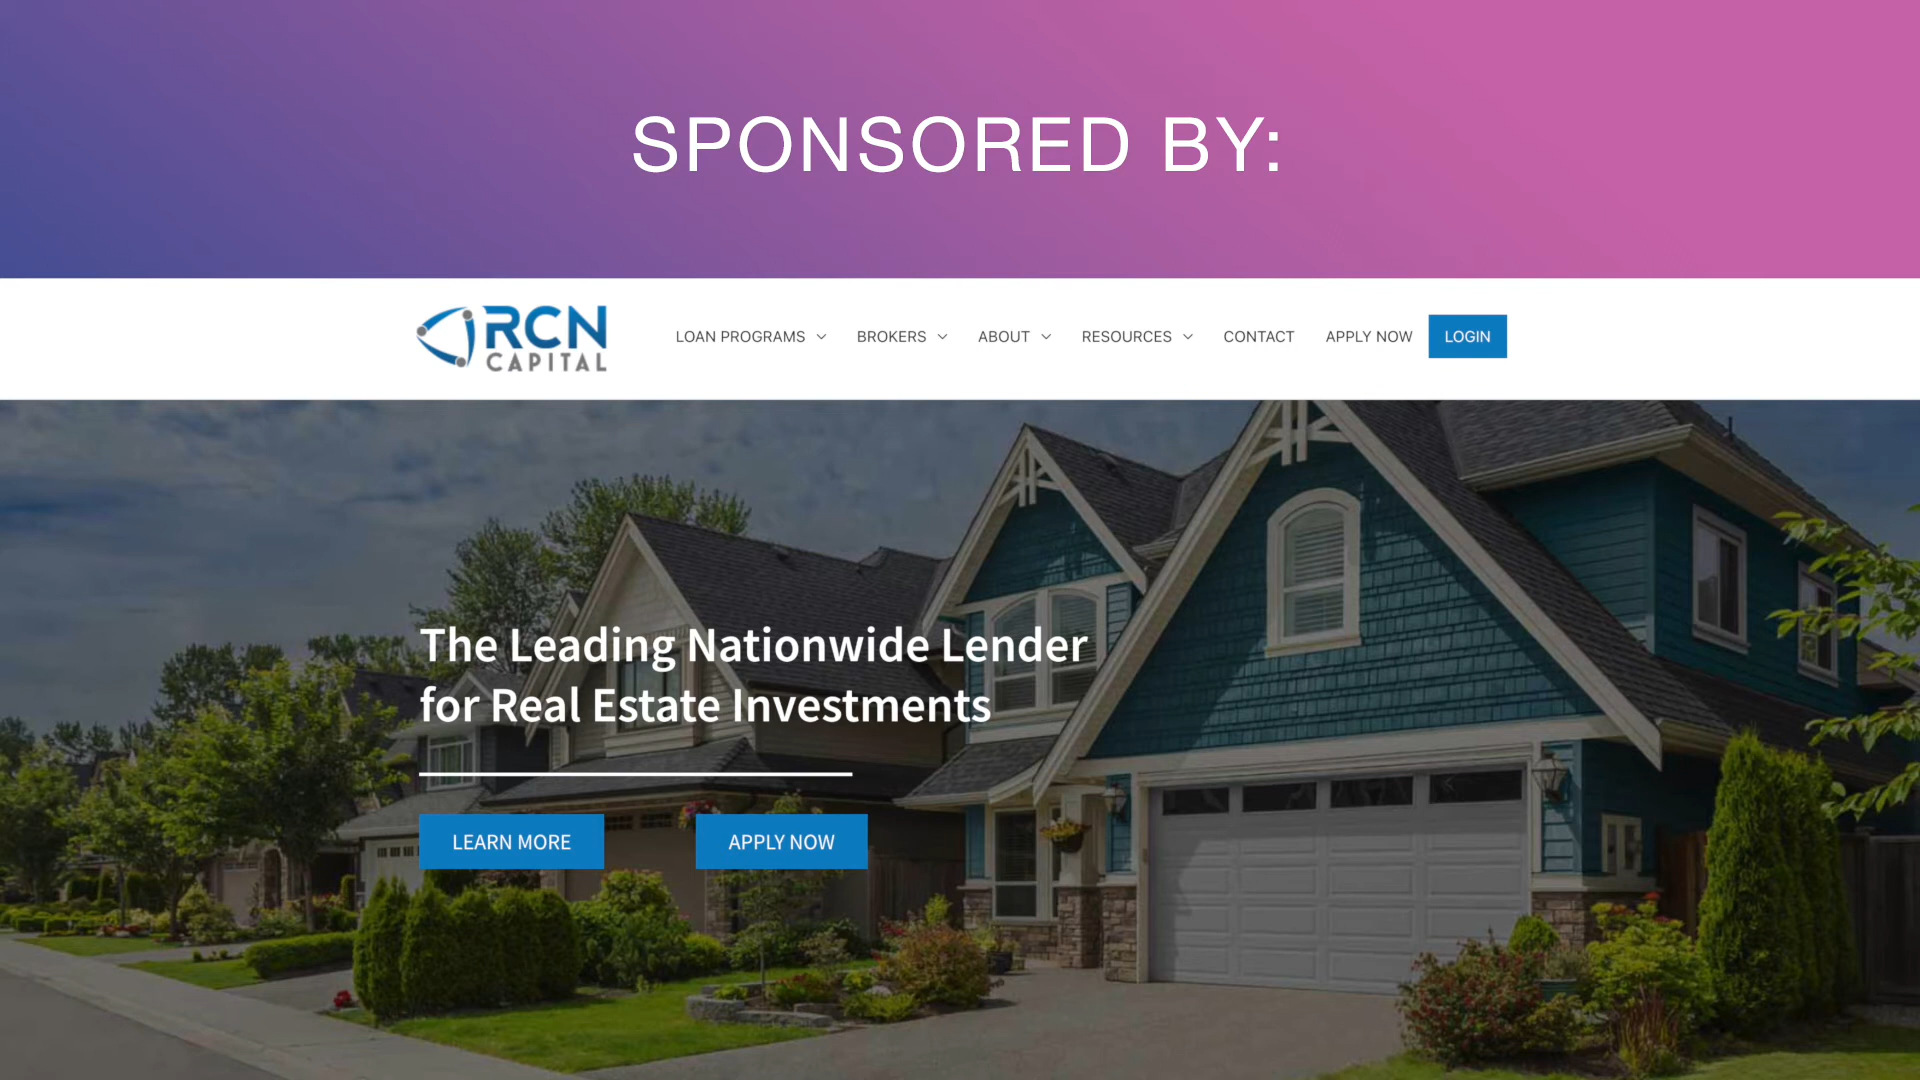 SPONSORED BY:
RCN CAPITAL
LOAN PROGRAMS BROKERS ABOUT RESOURCES CONTACT APPLY NOW LOGIN
The Leading Nationwide Lender
for Real Estate Investments
LEARN MORE APPLY NOW